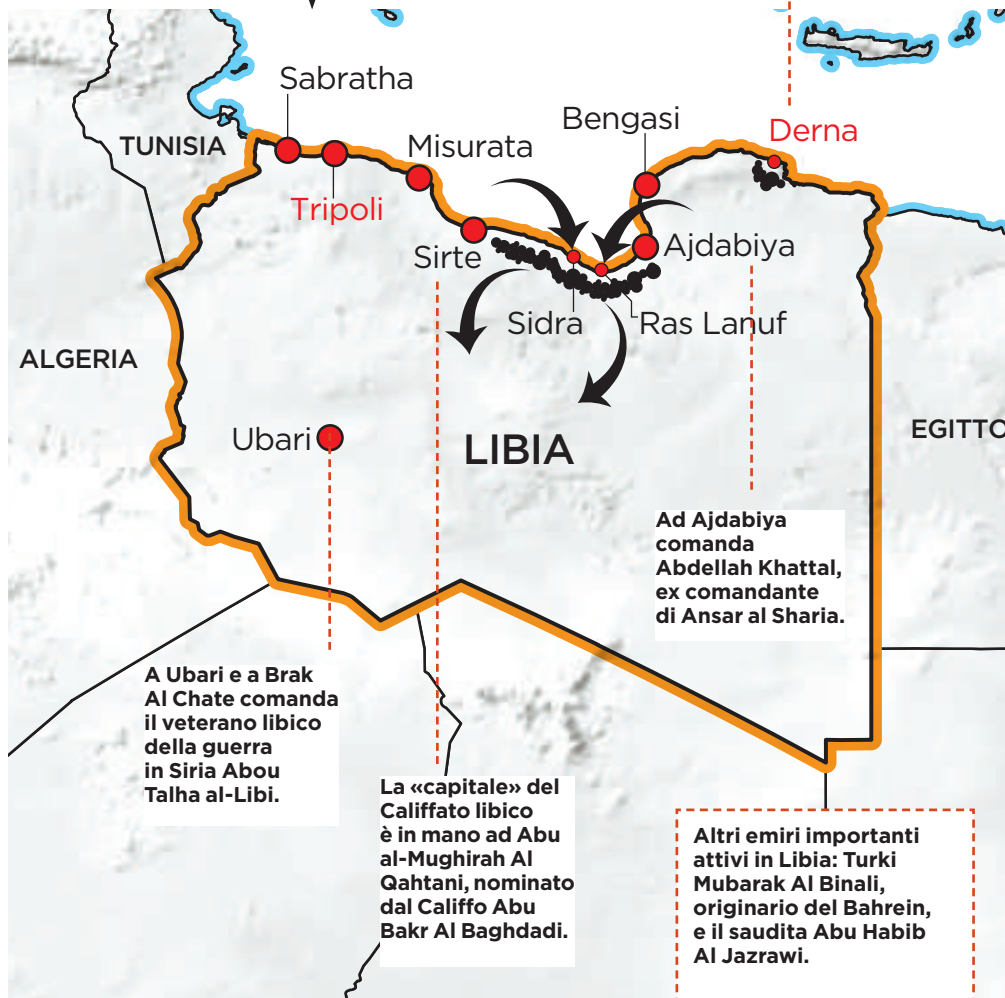 Sabratha
TUNISIA
Misurata
Bengasi
Derna
Tripoli
Sirte
Ajdabiya
Sidra
Ras Lanuf
ALGERIA
Ubari
LIBIA
EGITTO
Ad Ajdabiya
comanda
Abdellah Khattal,
ex comandante
di Ansar al Sharia.
A Ubari e a Brak
Al Chate comanda
il veterano libico
della guerra
in Siria Abou
Talha al-Libi.
La «capitale» del
Califfato libico
è in mano ad Abu
al-Mughirah Al
Qahtani, nominato
dal Califfo Abu
Bakr Al Baghdadi.
Altri emiri importanti
attivi in Libia: Turki
Mubarak Al Binali,
originario del Bahrein,
e il saudita Abu Habib
Al Jazrawi.